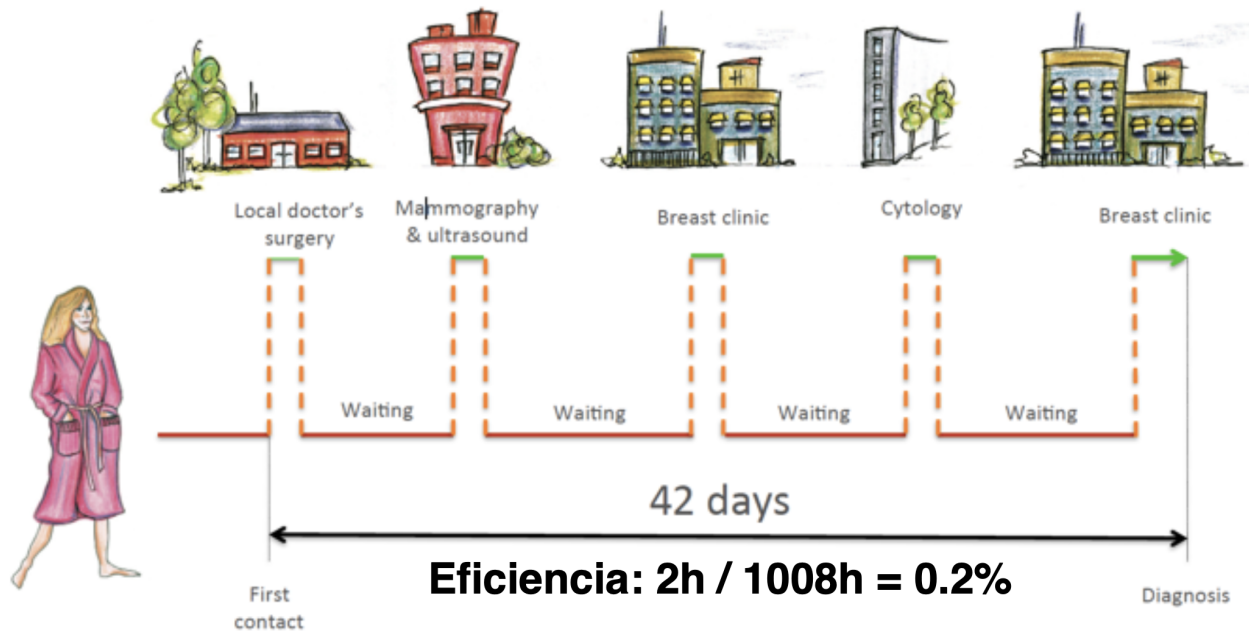 Local doctor's
surgery
Mammography
& ultrasound
Breast clinic
Cytology
Breast clinic
Waiting
Waiting
Waiting
Waiting
42 days
Eficiencia: 2h / 1008h = 0.2%
First
contact
Diagnosis